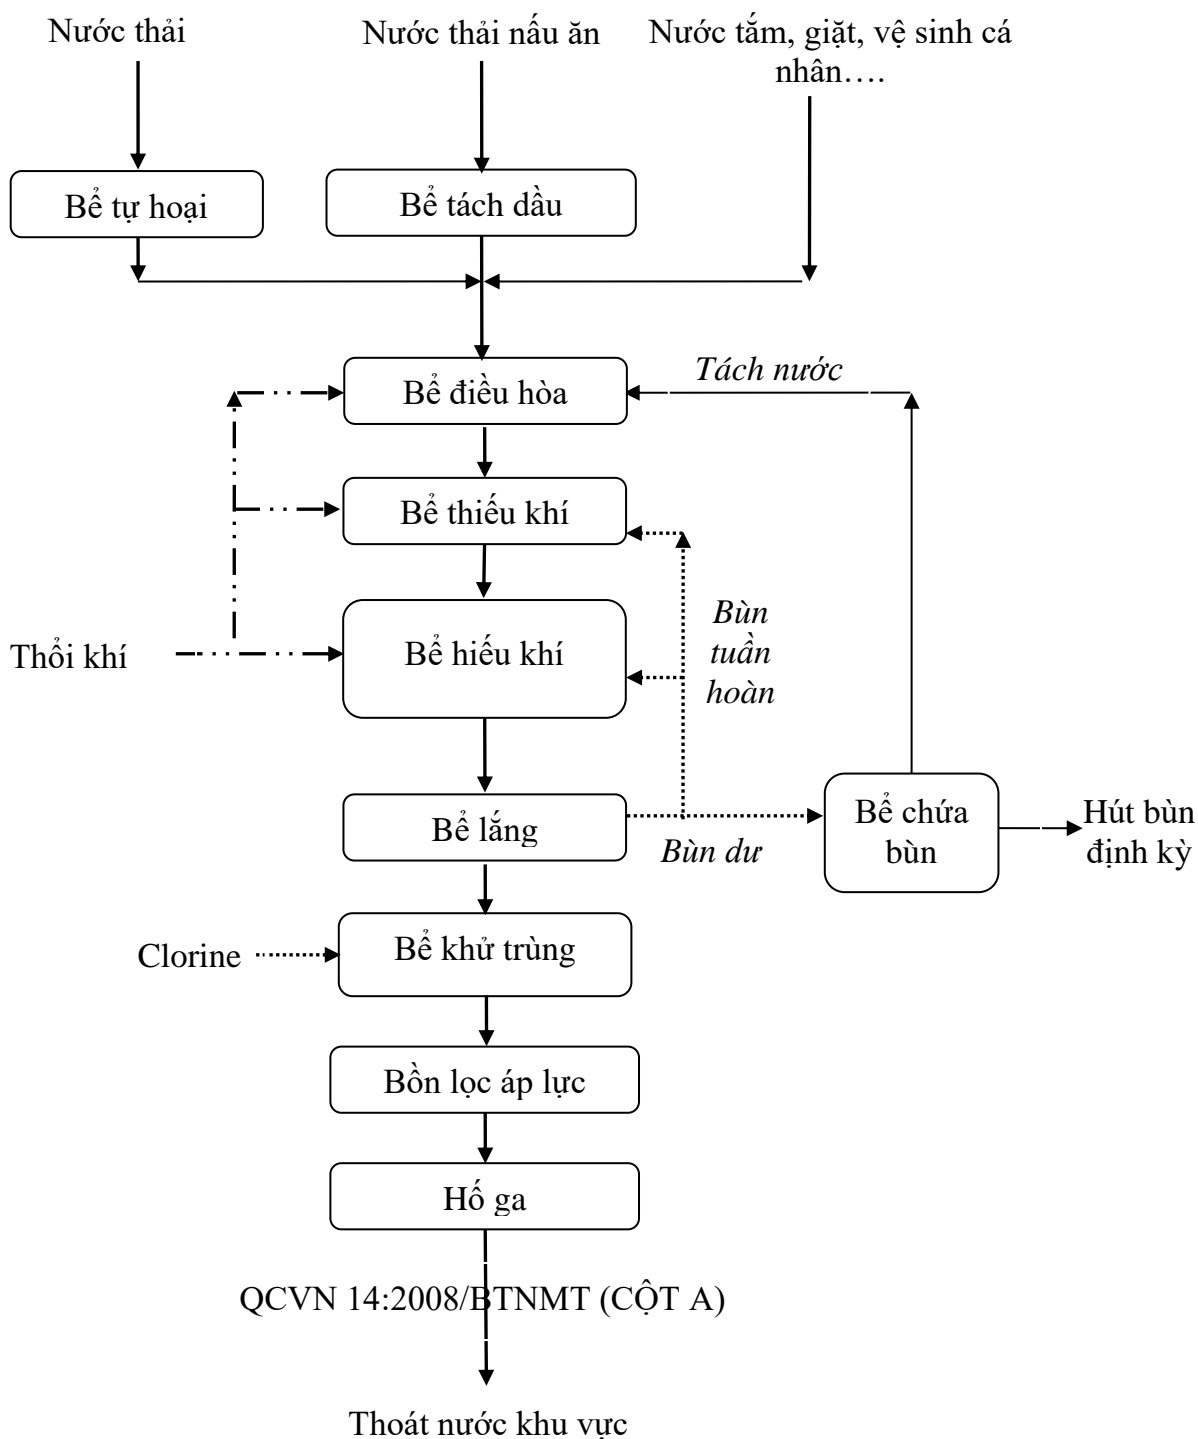 Nước thải
Nước thải nấu ăn
Nước tắm, giặt, vệ sinh cá
nhân….
Bể tự hoại
Bể tách dầu
Tách nước
Bể điều hòa
Bể thiếu khí
Bùn
tuần
hoàn
Thổi khí
Bể hiếu khí
Bể lắng
Bùn dư
Bể chứa
bùn
Hút bùn
định kỳ
Clorine
Bể khử trùng
Bồn lọc áp lực
Hố ga
QCVN 14:2008/BTNMT (CỘT A)
Thoát nước khu vực